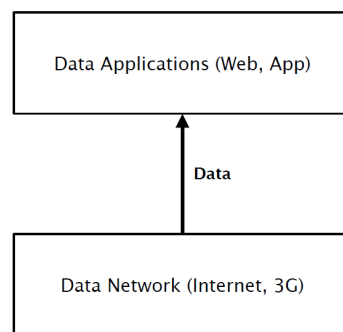 Data Applications (Web, App)
Data
Data Network (Internet, 3G)